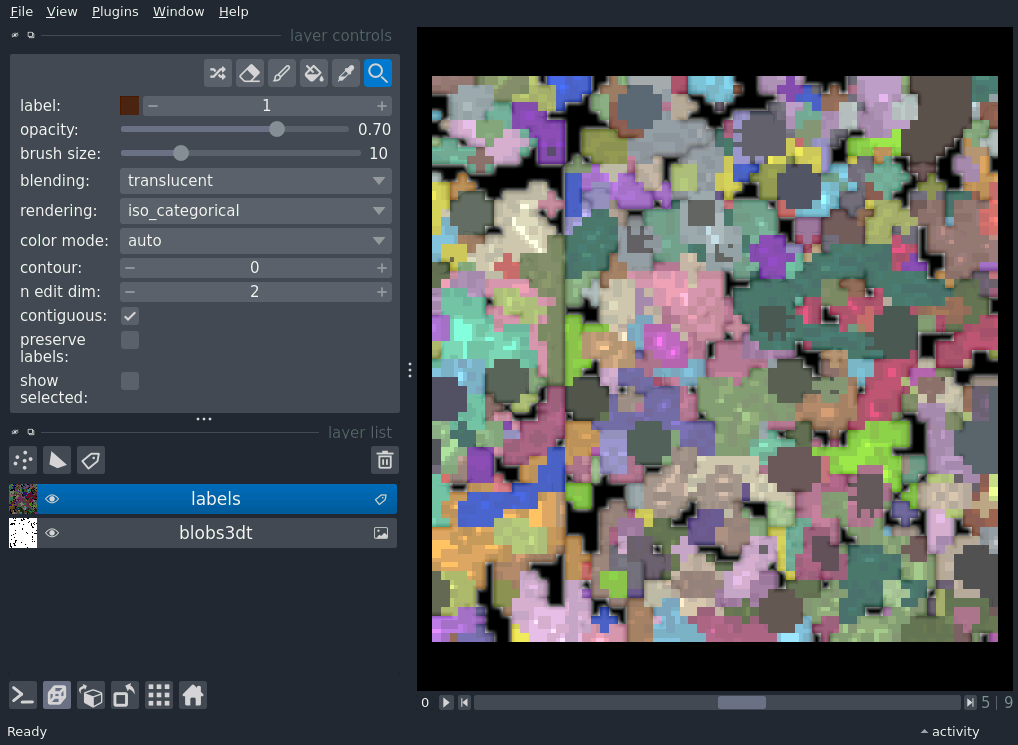 File View Plugins Window Help
layer controls
label: 1
opacity: 0.70
brush size: 10
blending: translucent
rendering: iso_categorical
color mode: auto
contour: 0
n edit dim: 2
contiguous:
preserve
labels:
show
selected:
layer list
labels
blobs3dt
0 5 | 9
Ready activity